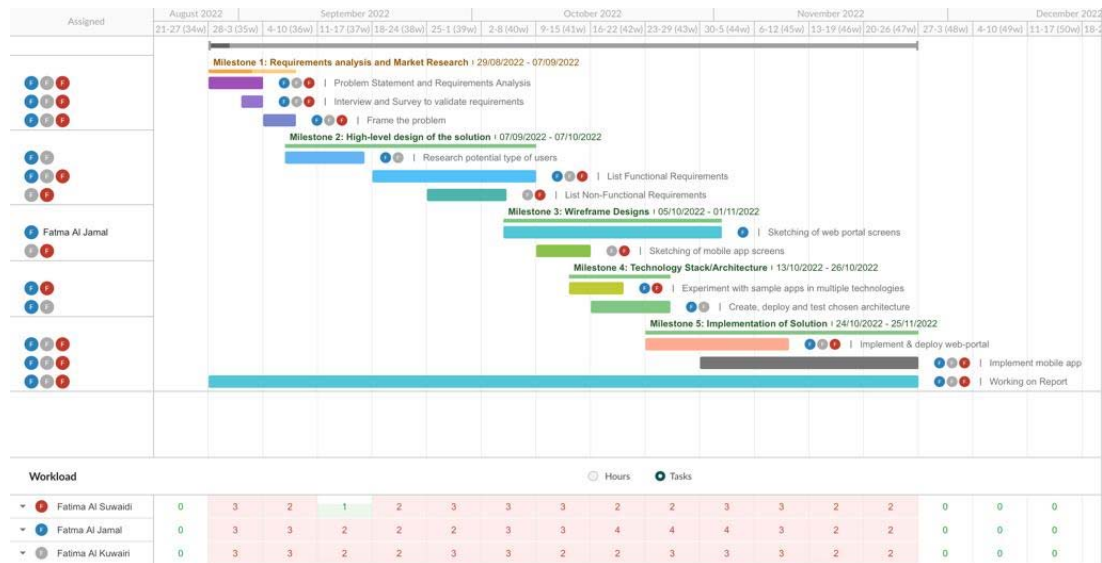 Assigned
August 2022 September 2022 October 2022 November 2022 December 2022
21-27 (34w) 28-3 (35w) 4-10 (36w) 11-17 (37w) 18-24 (38w) 25-1 (39w) 2-8 (40w) 9-15 (41w) 16-22 (42w) 23-29 (43w) 30-5 (44w) 6-12 (45w) 13-19 (46w) 20-26 (47w) 27-3 (48w) 4-10 (49w) 11-17 (50w) 18-2
Milestone 1: Requirements analysis and Market Research 29/08/2022 - 07/09/2022
F F F F F F | Problem Statement and Requirements Analysis
F F F F F F | Interview and Survey to validate requirements
F F F F F F | Frame the problem
Milestone 2: High-level design of the solution 07/09/2022 - 07/10/2022
F F F F | Research potential type of users
F F F F F F | List Functional Requirements
F F F F | List Non-Functional Requirements
Milestone 3: Wireframe Designs 05/10/2022 - 01/11/2022
F Fatma Al Jamal F | Sketching of web portal screens
F F F F | Sketching of mobile app screens
Milestone 4: Technology Stack/Architecture 13/10/2022 - 26/10/2022
F F F F | Experiment with sample apps in multiple technologies
F F F F | Create, deploy and test chosen architecture
Milestone 5: Implementation of Solution 24/10/2022 - 25/11/2022
F F F F F F | Implement & deploy web-portal
F F F F F F | Implement mobile app
F F F F F F | Working on Report
Workload Hours Tasks
F Fatima Al Suwaidi 0 3 2 1 2 3 3 3 2 2 3 3 2 2 0 0 0
F Fatma Al Jamal 0 3 3 2 2 2 3 3 4 4 4 3 2 2 0 0 0
F Fatima Al Kuwairi 0 3 3 2 2 3 3 2 2 3 3 3 2 2 0 0 0